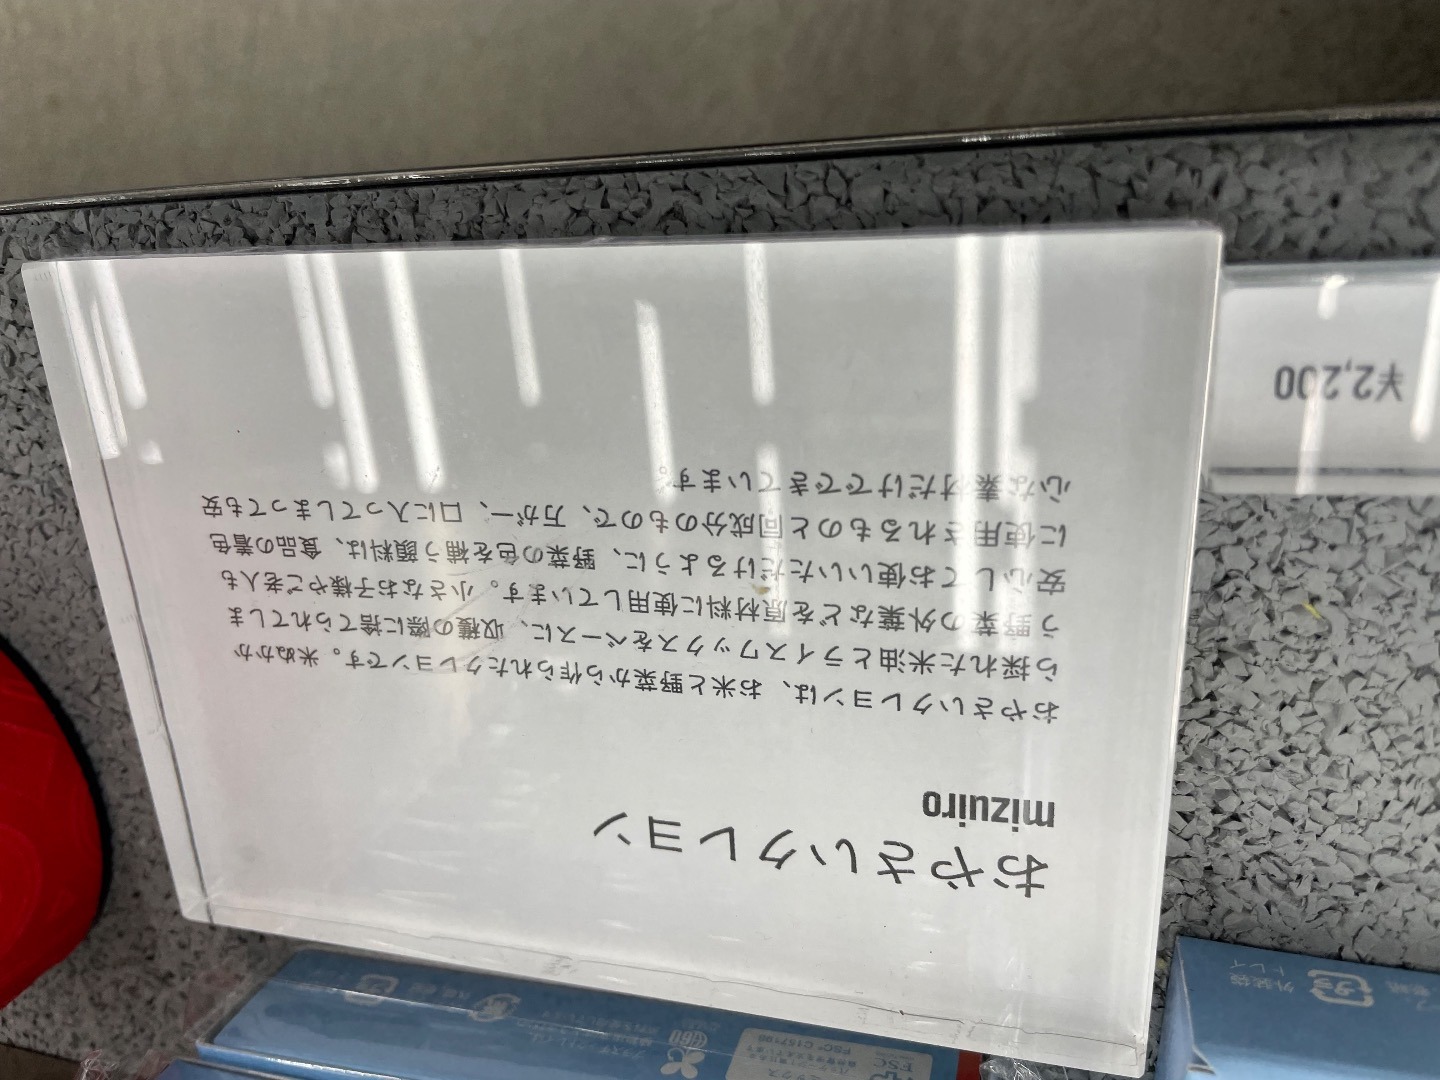 おやさいクレヨン
mizuiro
おやさいクレヨンは、お米と野菜から作られたクレヨンです。米ぬかか
ら採れた米油とライスワックスをベースに、収穫の際に捨てられてしま
う野菜の外葉などを原材料に使用しています。小さなお子様やご老人も
安心してお使いいただけるように、野菜の色を補う顔料は、食品の着色
に使用されるものと同成分のもので、万が一、口に入ってしまっても安
心な素材だけでできています。
¥2,200
FSC
外装袋
トレイ